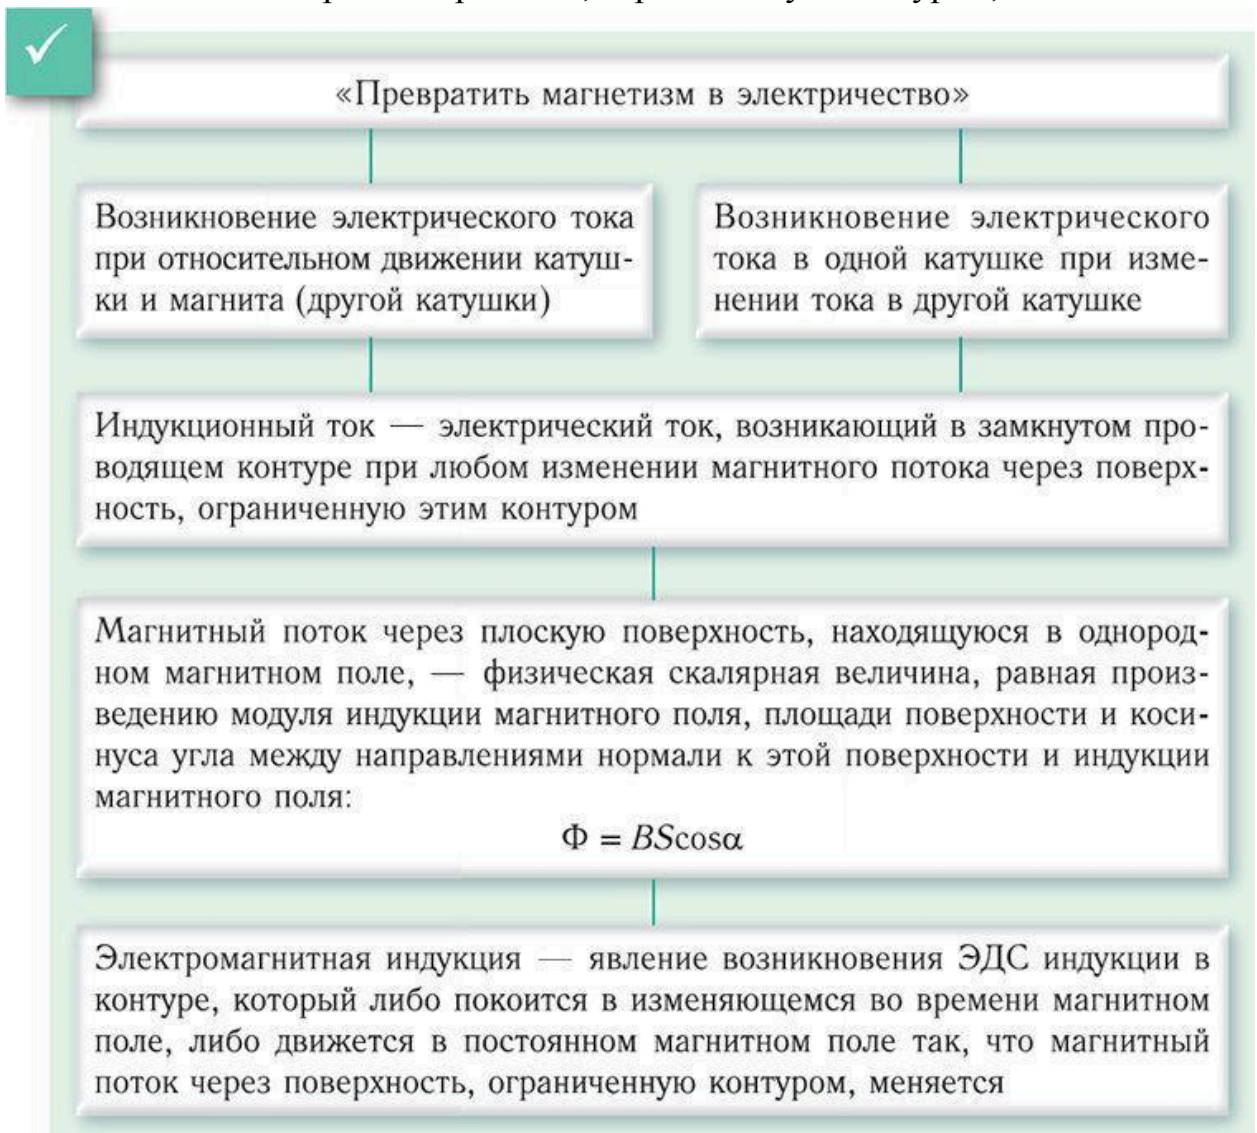 «Превратить магнетизм в электричество»
Возникновение электрического тока
при относительном движении катуш-
ки и магнита (другой катушки)
Возникновение электрического
тока в одной катушке при изме-
нении тока в другой катушке
Индукционный ток — электрический ток, возникающий в замкнутом про-
водящем контуре при любом изменении магнитного потока через поверх-
ность, ограниченную этим контуром
Магнитный поток через плоскую поверхность, находящуюся в однород-
ном магнитном поле, — физическая скалярная величина, равная произ-
ведению модуля индукции магнитного поля, площади поверхности и коси-
нуса угла между направлениями нормали к этой поверхности и индукции
магнитного поля:
Φ = BScosα
Электромагнитная индукция — явление возникновения ЭДС индукции в
контуре, который либо покоится в изменяющемся во времени магнитном
поле, либо движется в постоянном магнитном поле так, что магнитный
поток через поверхность, ограниченную контуром, меняется